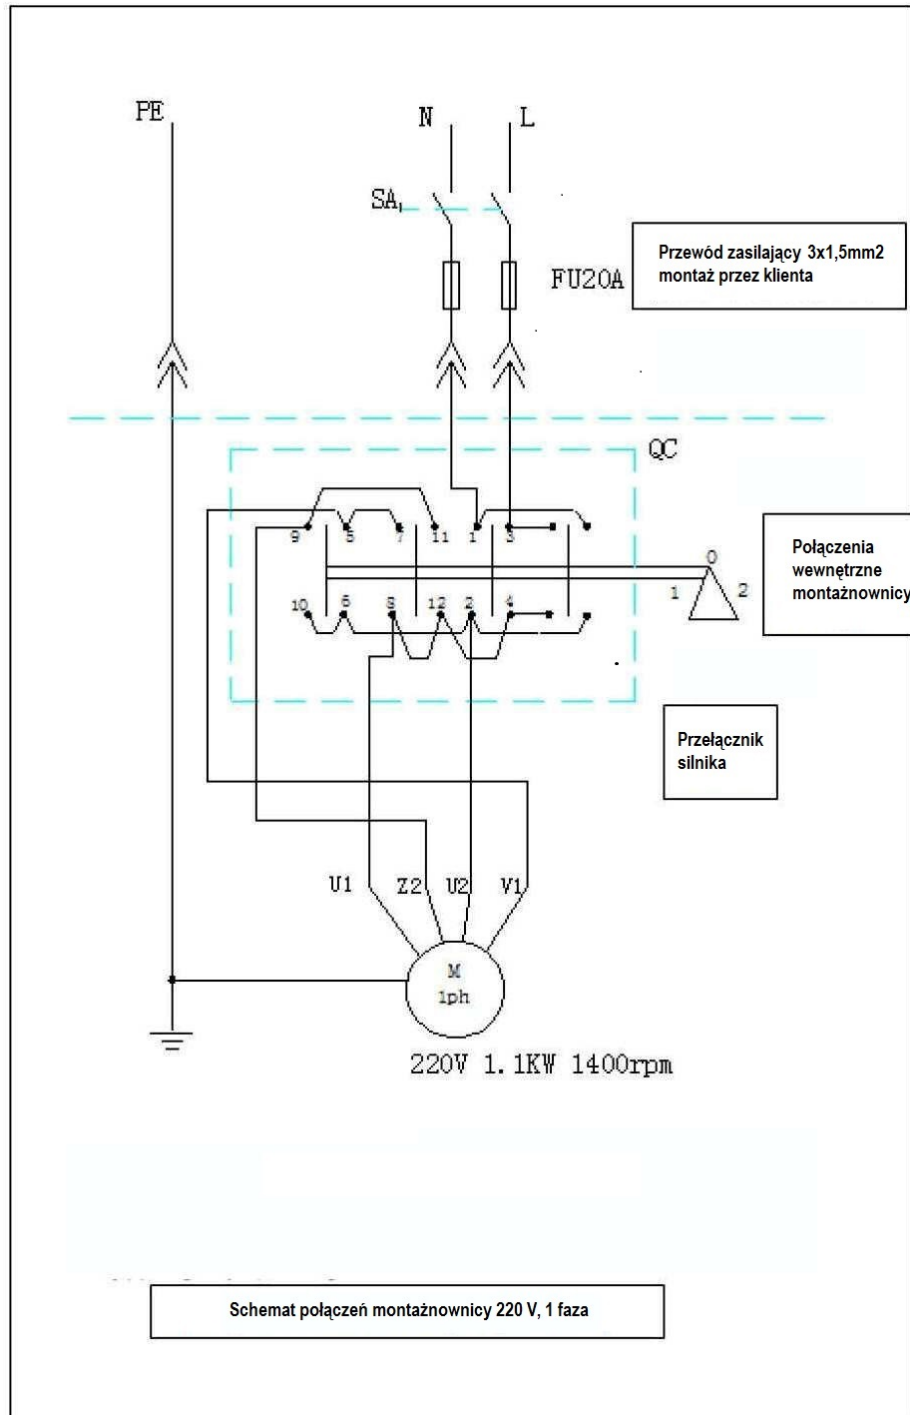 PE
N
L
SA
FU20A
Przewód zasilający 3x1,5mm2
montaż przez klienta
QC
9
5
7
11
1
3
10
6
8
12
2
4
0
1
2
Połączenia
wewnętrzne
montażnownicy
Przełącznik
silnika
U1
Z2
U2
V1
M
1ph
220V 1.1KW 1400rpm
Schemat połączeń montażnownicy 220 V, 1 faza